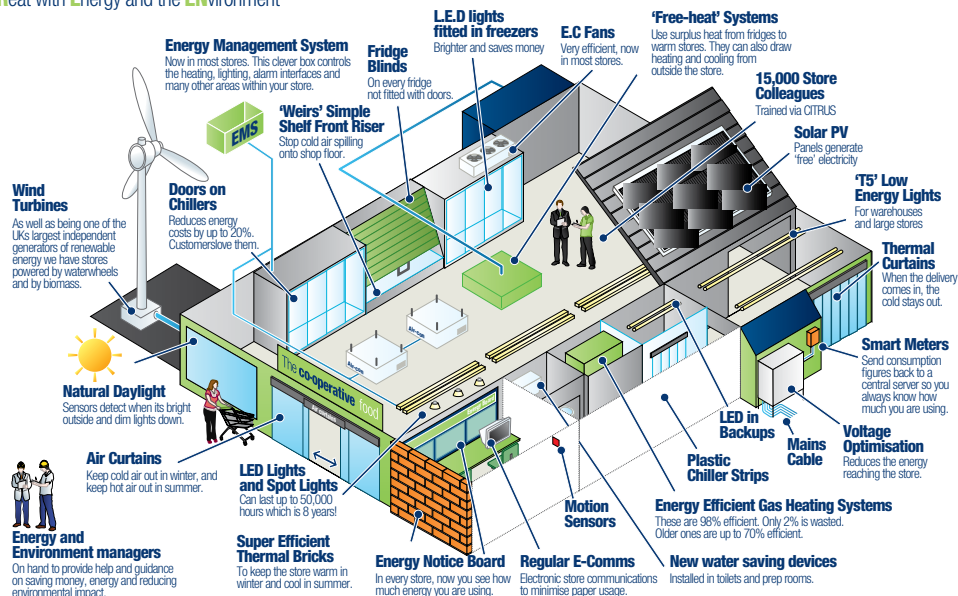 Heat with Energy and the ENvironment
Energy Management System
Now in most stores. This clever box controls
the heating, lighting, alarm interfaces and
many other areas within your store.
Fridge
Blinds
On every fridge
not fitted with doors.
L.E.D lights
fitted in freezers
Brighter and saves money
E.C Fans
Very efficient, now
in most stores.
'Free-heat' Systems
Use surplus heat from fridges to
warm stores. They can also draw
heating and cooling from
outside the store.
15,000 Store
Colleagues
Trained via CITRUS
Solar PV
Panels generate
'free' electricity
'T5' Low
Energy Lights
For warehouses
and large stores
Thermal
Curtains
When the delivery
comes in, the
cold stays out.
Smart Meters
Send consumption
figures back to a
central server so you
always know how
much you are using.
Voltage
Optimisation
Reduces the energy
reaching the store.
Mains
Cable
LED in
Backups
Plastic
Chiller Strips
Energy Efficient Gas Heating Systems
These are 98% efficient. Only 2% is wasted.
Older ones are up to 70% efficient.
New water saving devices
Installed in toilets and prep rooms.
Motion
Sensors
Regular E-Comms
Electronic store communications
to minimise paper usage.
Energy Notice Board
In every store, now you see how
much energy you are using.
Super Efficient
Thermal Bricks
To keep the store warm in
winter and cool in summer.
LED Lights
and Spot Lights
Can last up to 50,000
hours which is 8 years!
Air Curtains
Keep cold air out in winter, and
keep hot air out in summer.
Energy and
Environment managers
On hand to provide help and guidance
on saving money, energy and reducing
environmental impact.
Natural Daylight
Sensors detect when its bright
outside and dim lights down.
Wind
Turbines
As well as being one of the
UKs largest independent
generators of renewable
energy we have stores
powered by waterwheels
and by biomass.
Doors on
Chillers
Reduces energy
costs by up to 20%.
Customerslove them.
'Weirs' Simple
Shelf Front Riser
Stop cold air spilling
onto shop floor.
EMS
The co-operative food
Air curtain
Air-con
Air-con